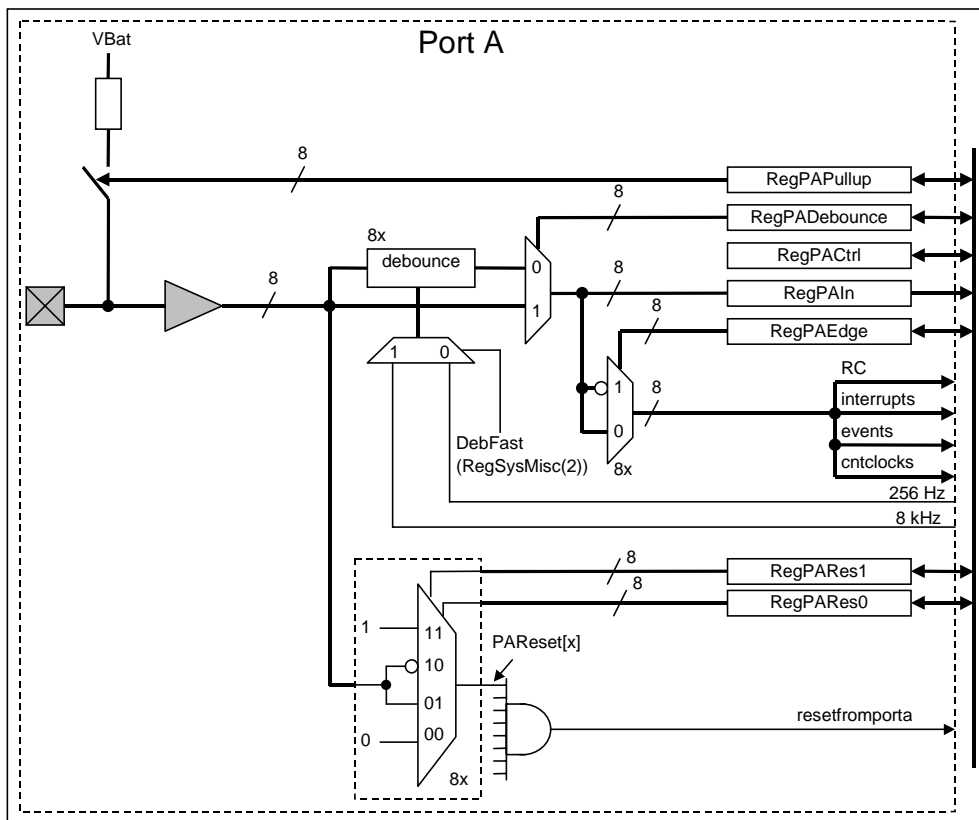 Port A
VBat
8
RegPAPullup
8
RegPADebounce
8x
debounce
0
RegPACtrl
8
8
RegPAIn
1
8
RegPAEdge
1 0
RC
1
8
interrupts
0
events
DebFast
(RegSysMisc(2))
8x
cntclocks
256 Hz
8 kHz
8
RegPARes1
8
RegPARes0
1
11
PAReset[x]
10
01
resetfromporta
0
00
8x